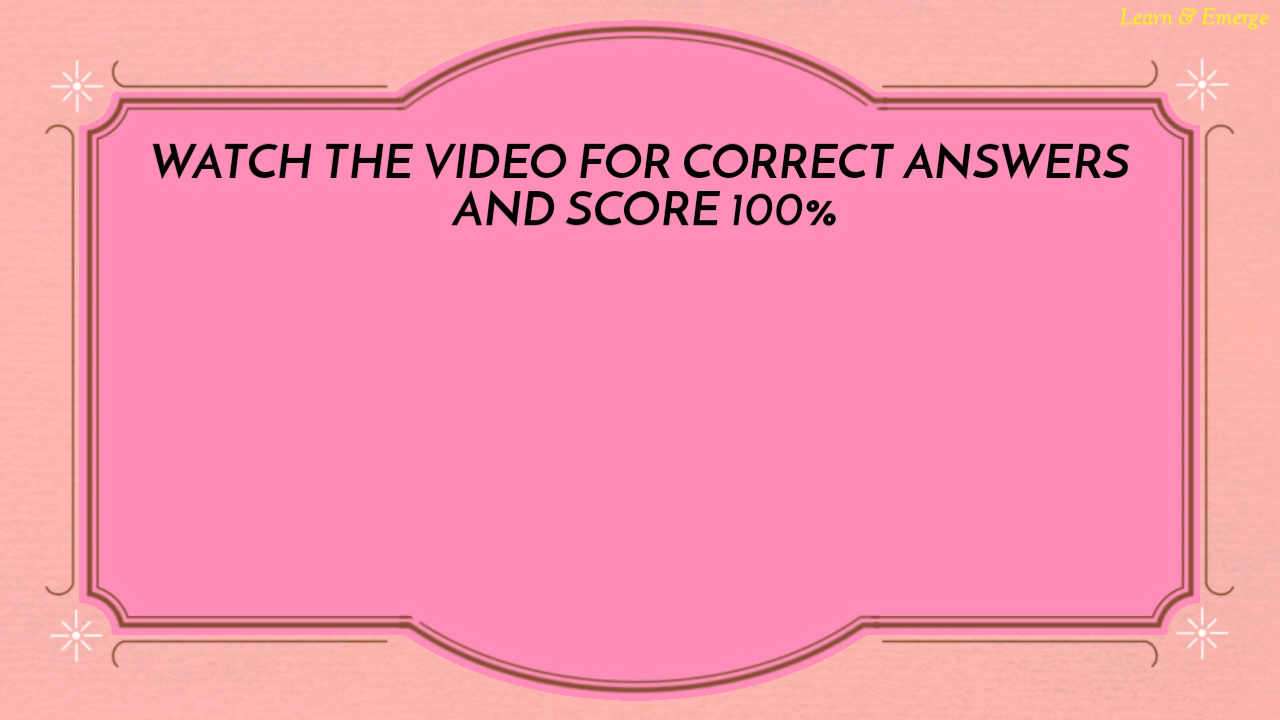 Learn & Emerge
WATCH THE VIDEO FOR CORRECT ANSWERS
AND SCORE 100%